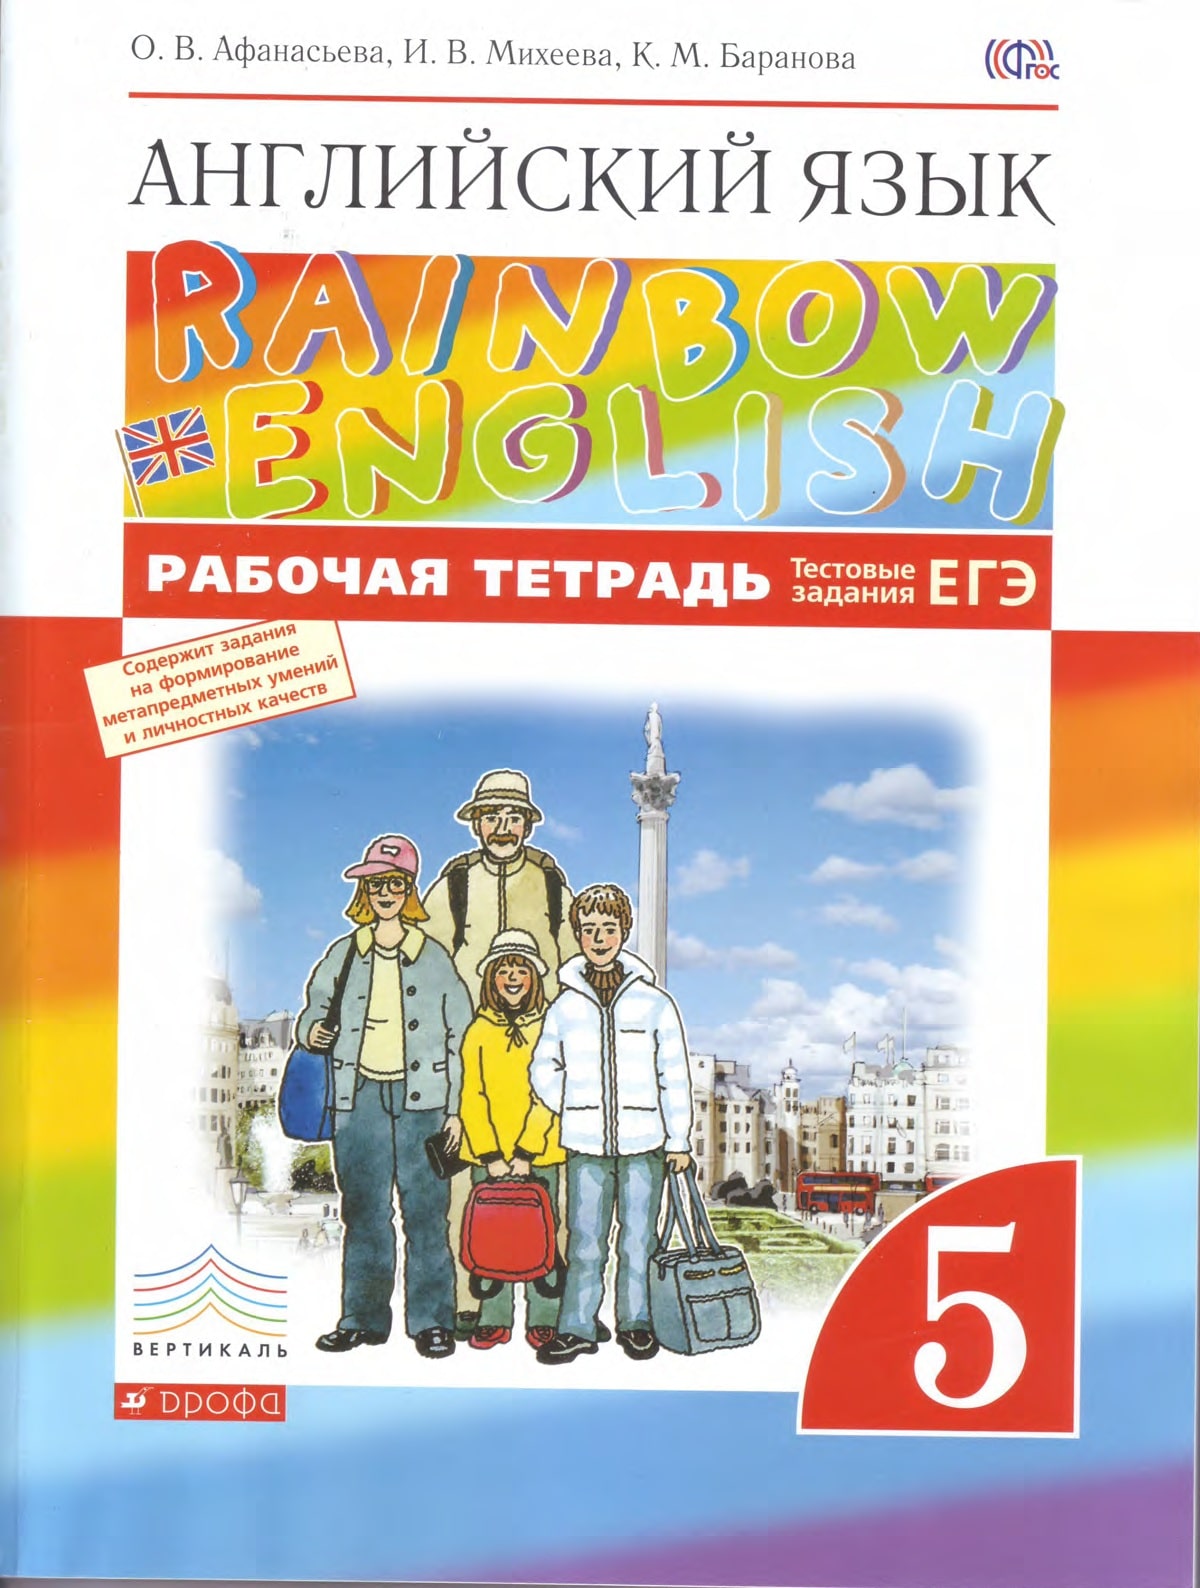 О. В. Афанасьева, И. В. Михеева, К. М. Баранова
ФГОС
АНГЛИЙСКИЙ ЯЗЫК
RAINBOW
ENGLISH
РАБОЧАЯ ТЕТРАДЬ
Тестовые
задания
ЕГЭ
Содержит задания
на формирование
метапредметных умений
и личностных качеств
5
ВЕРТИКАЛЬ
ДРОФА